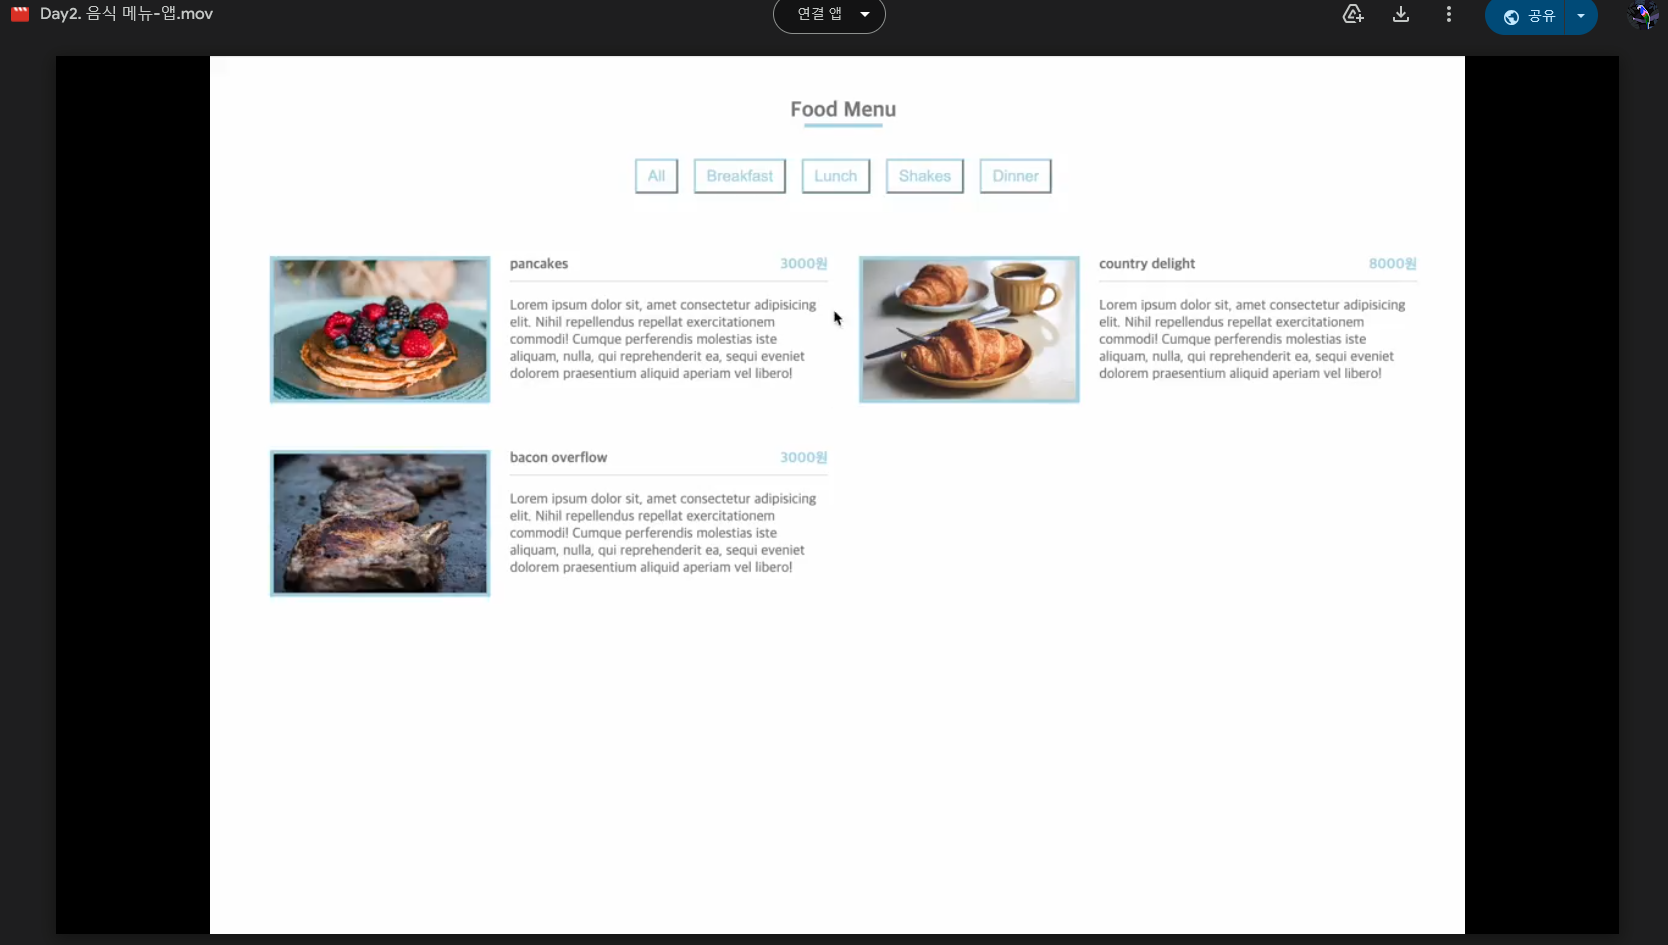 Day2. 음식 메뉴-앱.mov
연결 앱
공유
Food Menu
All
Breakfast
Lunch
Shakes
Dinner
pancakes 3000원
Lorem ipsum dolor sit, amet consectetur adipisicing
elit. Nihil repellendus repellat exercitationem
commodi! Cumque perferendis molestias iste
aliquam, nulla, qui reprehenderit ea, sequi eveniet
dolorem praesentium aliquid aperiam vel libero!
country delight 8000원
Lorem ipsum dolor sit, amet consectetur adipisicing
elit. Nihil repellendus repellat exercitationem
commodi! Cumque perferendis molestias iste
aliquam, nulla, qui reprehenderit ea, sequi eveniet
dolorem praesentium aliquid aperiam vel libero!
bacon overflow 3000원
Lorem ipsum dolor sit, amet consectetur adipisicing
elit. Nihil repellendus repellat exercitationem
commodi! Cumque perferendis molestias iste
aliquam, nulla, qui reprehenderit ea, sequi eveniet
dolorem praesentium aliquid aperiam vel libero!